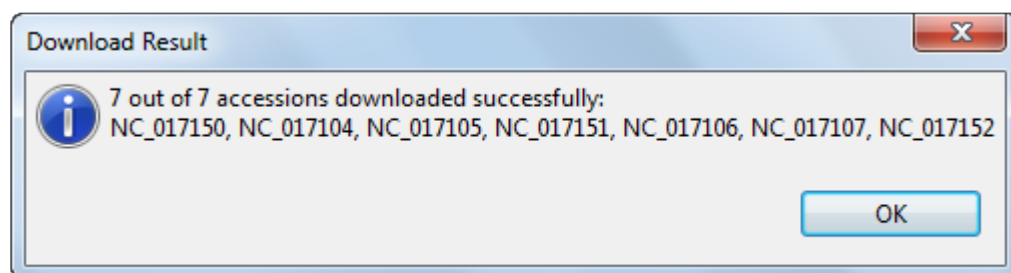 Download Result
7 out of 7 accessions downloaded successfully:
NC_017150, NC_017104, NC_017105, NC_017151, NC_017106, NC_017107, NC_017152
OK